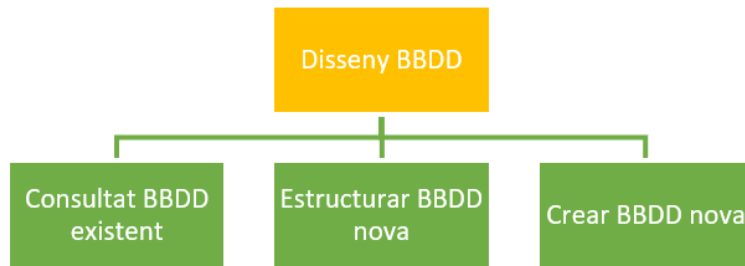 Disseny BBDD
Consultat BBDD
existent
Estructurar BBDD
nova
Crear BBDD nova